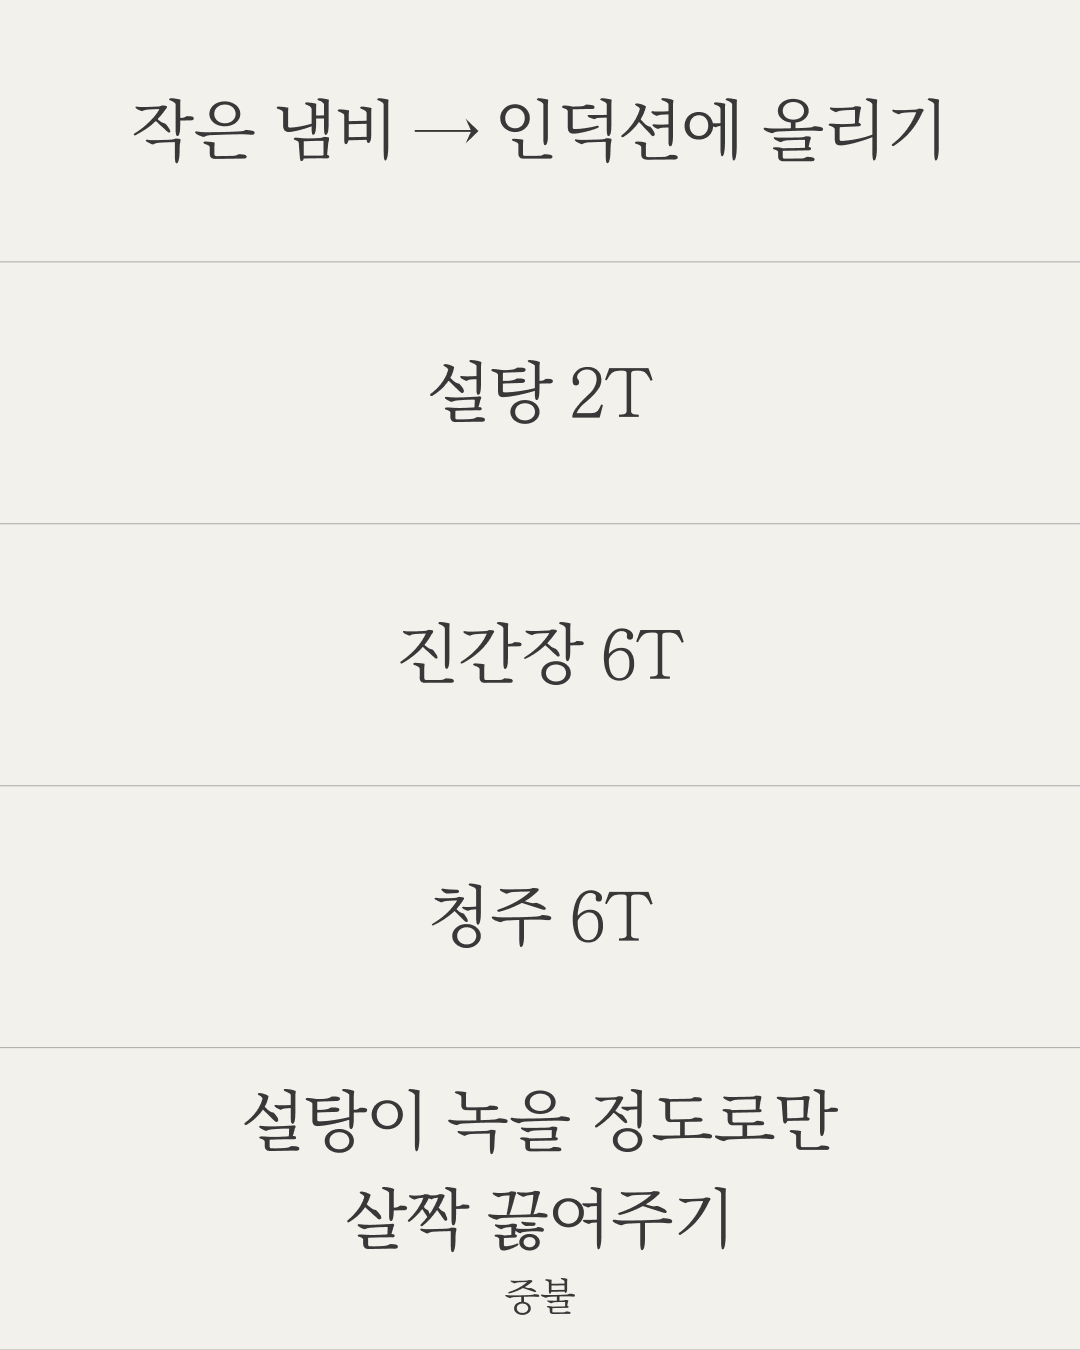 작은 냄비 → 인덕션에 올리기
설탕 2T
진간장 6T
청주 6T
설탕이 녹을 정도로만
살짝 끓여주기
중불